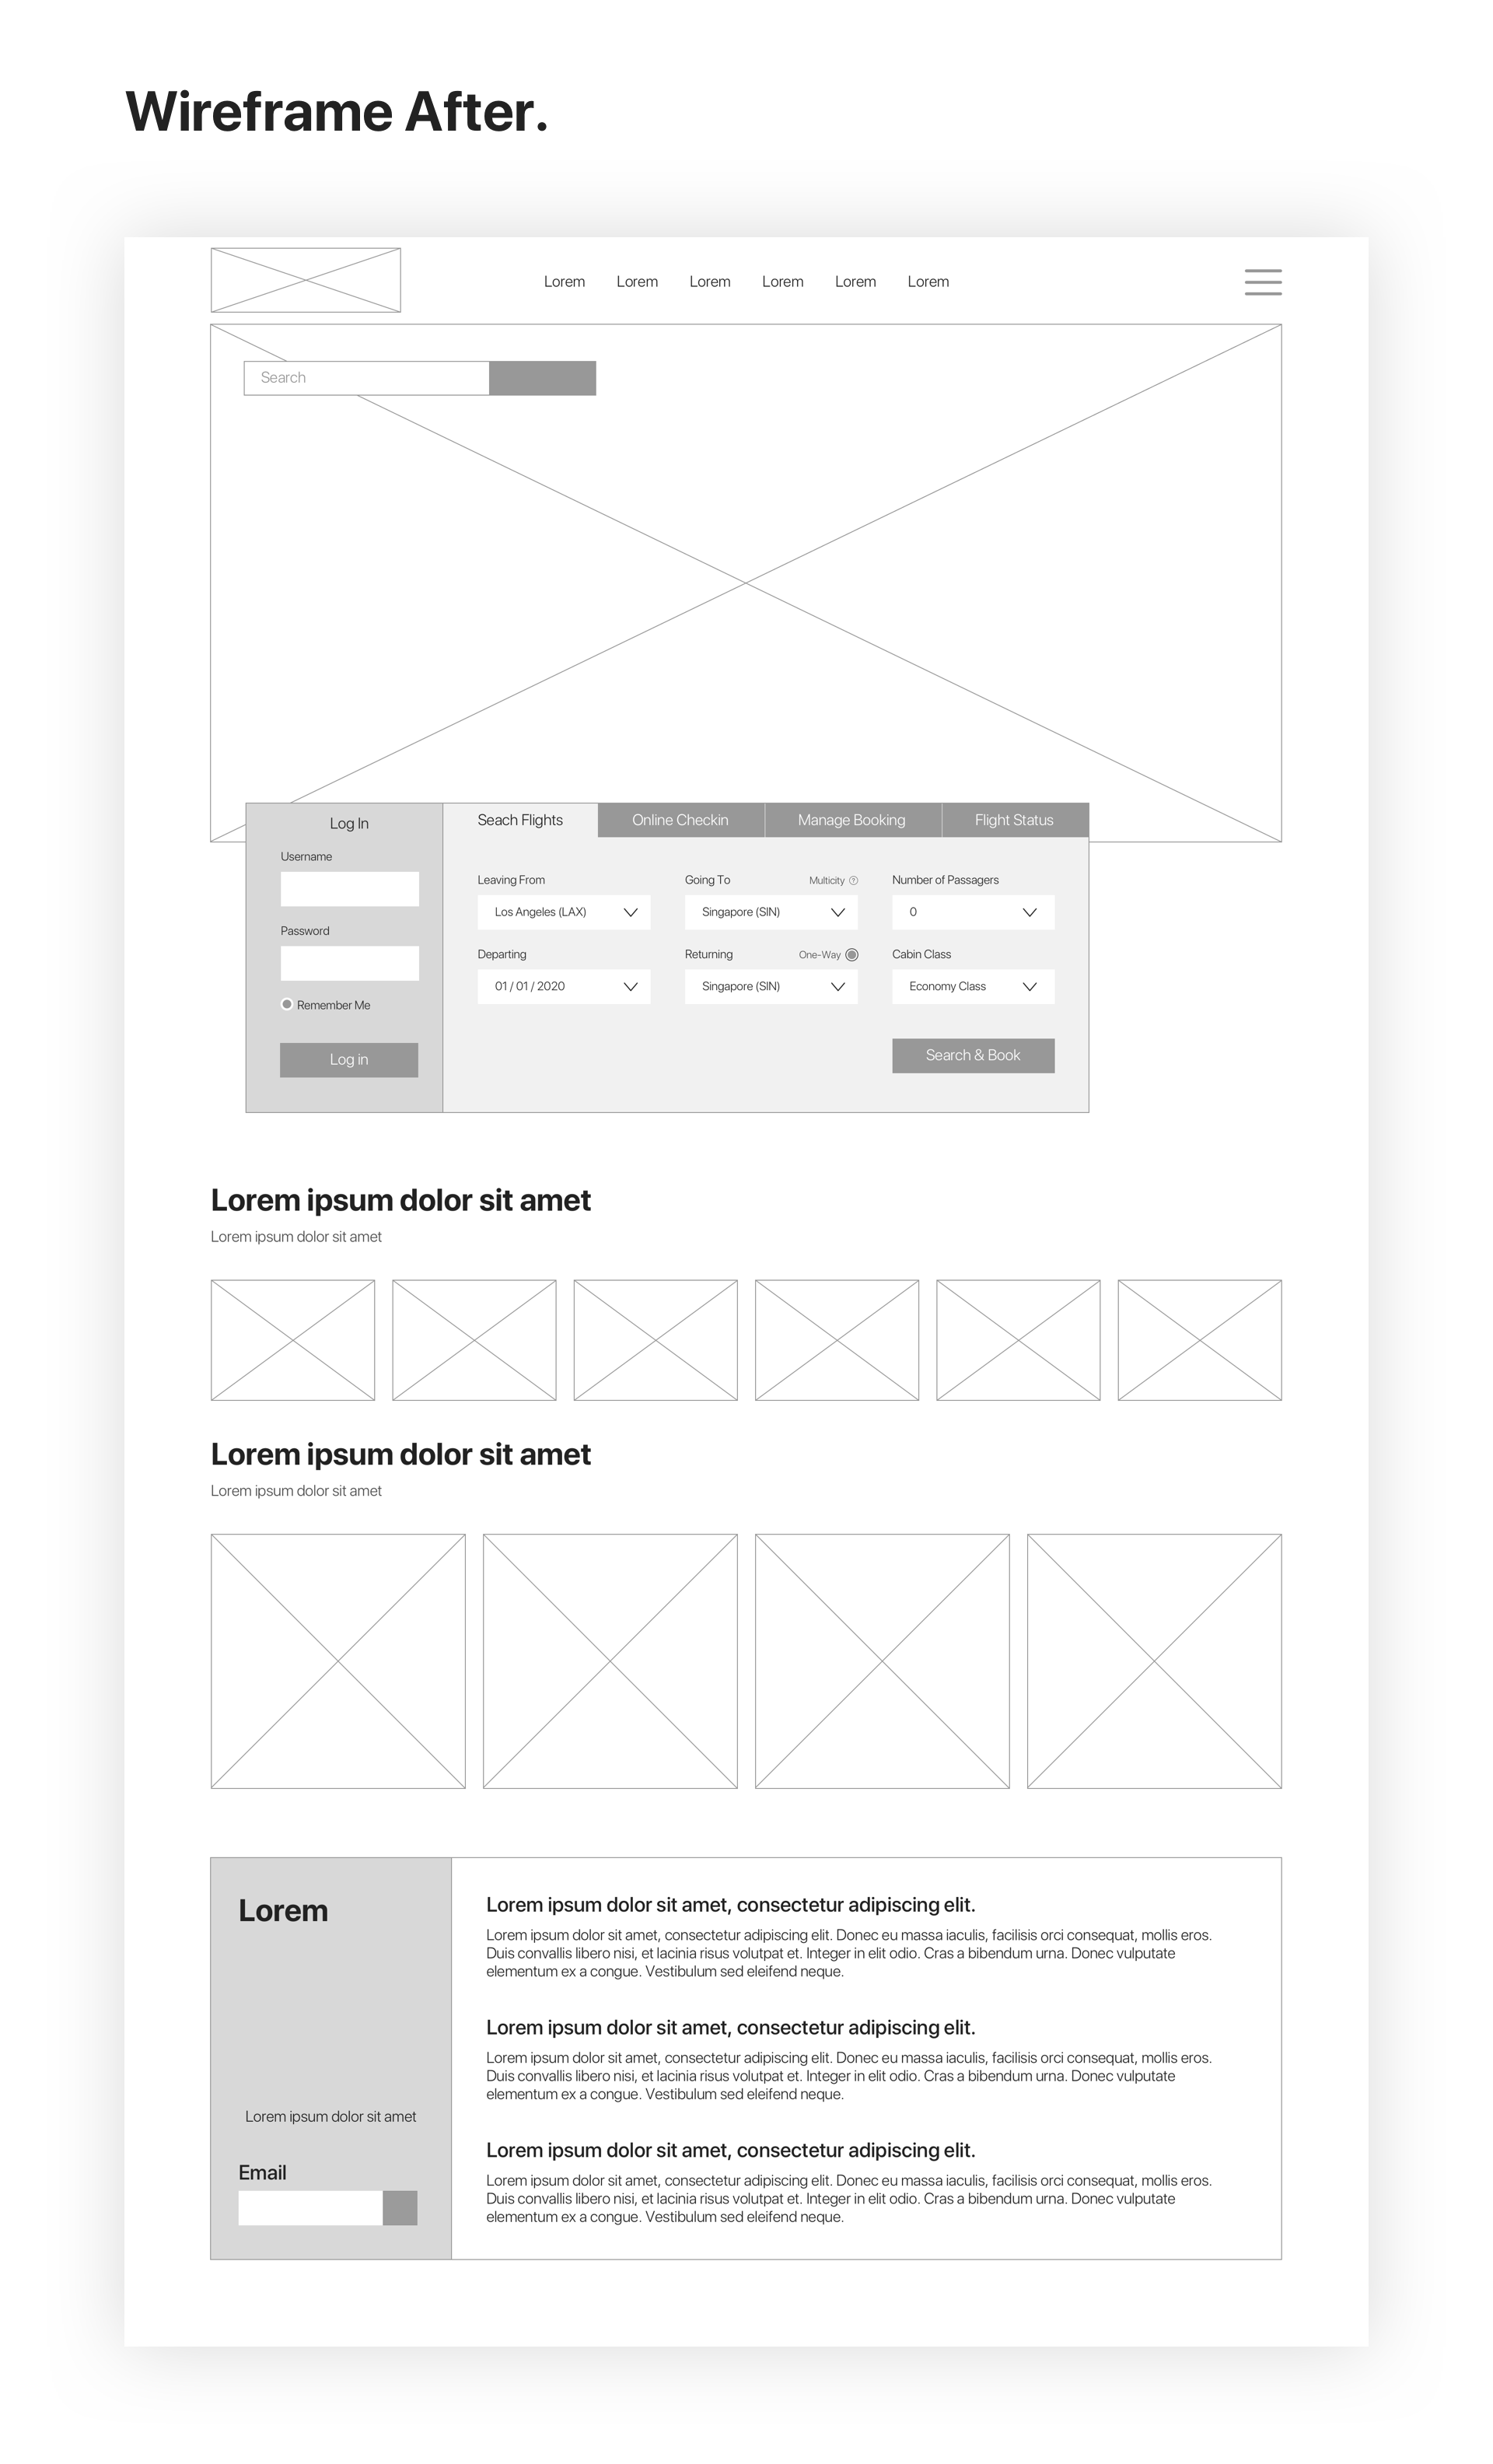 Wireframe After.
Lorem Lorem Lorem Lorem Lorem Lorem
Search
Log In
Username
Password
Remember Me
Log in
Seach Flights Online Checkin Manage Booking Flight Status
Leaving From Going To Multicity ? Number of Passagers
Los Angeles (LAX) Singapore (SIN) 0
Departing Returning One-Way Cabin Class
01 / 01 / 2020 Singapore (SIN) Economy Class
Search & Book
Lorem ipsum dolor sit amet
Lorem ipsum dolor sit amet
Lorem ipsum dolor sit amet
Lorem ipsum dolor sit amet
Lorem
Lorem ipsum dolor sit amet
Email
Lorem ipsum dolor sit amet, consectetur adipiscing elit.
Lorem ipsum dolor sit amet, consectetur adipiscing elit. Donec eu massa iaculis, facilisis orci consequat, mollis eros.
Duis convallis libero nisi, et lacinia risus volutpat et. Integer in elit odio. Cras a bibendum urna. Donec vulputate
elementum ex a congue. Vestibulum sed eleifend neque.
Lorem ipsum dolor sit amet, consectetur adipiscing elit.
Lorem ipsum dolor sit amet, consectetur adipiscing elit. Donec eu massa iaculis, facilisis orci consequat, mollis eros.
Duis convallis libero nisi, et lacinia risus volutpat et. Integer in elit odio. Cras a bibendum urna. Donec vulputate
elementum ex a congue. Vestibulum sed eleifend neque.
Lorem ipsum dolor sit amet, consectetur adipiscing elit.
Lorem ipsum dolor sit amet, consectetur adipiscing elit. Donec eu massa iaculis, facilisis orci consequat, mollis eros.
Duis convallis libero nisi, et lacinia risus volutpat et. Integer in elit odio. Cras a bibendum urna. Donec vulputate
elementum ex a congue. Vestibulum sed eleifend neque.